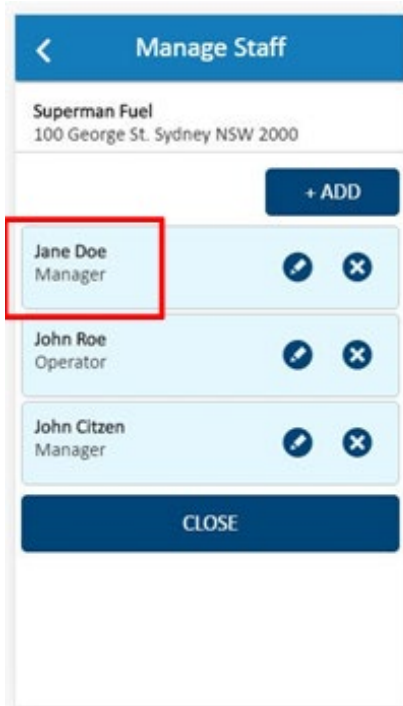 Manage Staff
Superman Fuel
100 George St. Sydney NSW 2000
+ ADD
Jane Doe
Manager
John Roe
Operator
John Citzen
Manager
CLOSE